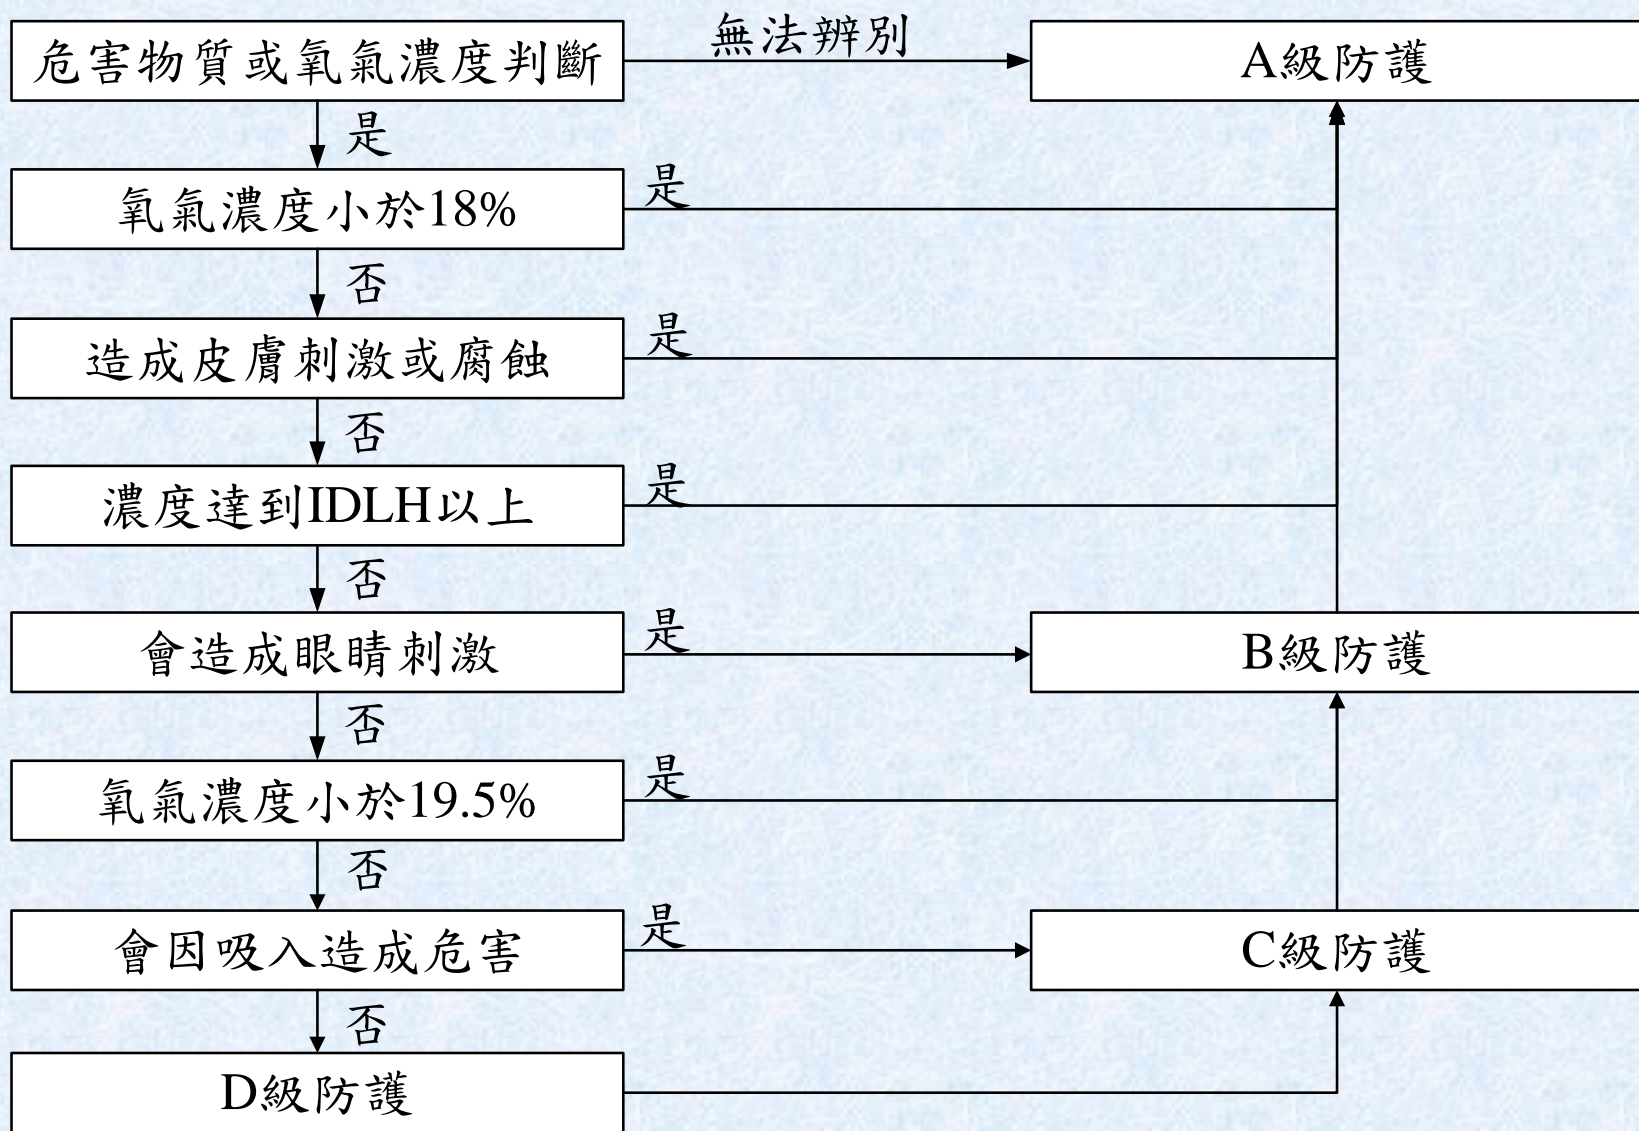 危害物質或氧氣濃度判斷
無法辨別
A級防護
是
氧氣濃度小於18%
是
否
造成皮膚刺激或腐蝕
是
否
濃度達到IDLH以上
是
否
會造成眼睛刺激
是
B級防護
否
氧氣濃度小於19.5%
是
否
會因吸入造成危害
是
C級防護
否
D級防護